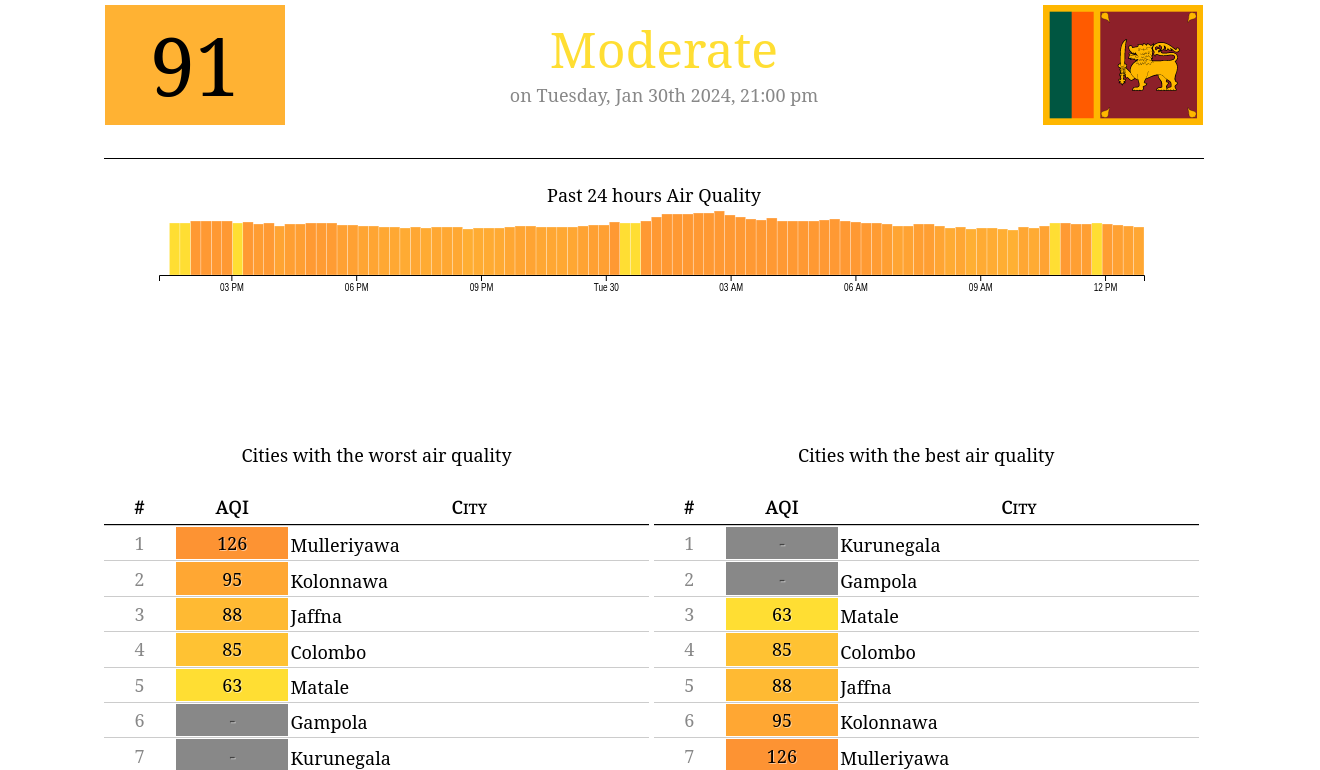 91
Moderate
on Tuesday, Jan 30th 2024, 21:00 pm
Past 24 hours Air Quality
03 PM 06 PM 09 PM Tue 30 03 AM 06 AM 09 AM 12 PM
Cities with the worst air quality
# AQI City
1 126 Mulleriyawa
2 95 Kolonnawa
3 88 Jaffna
4 85 Colombo
5 63 Matale
6 - Gampola
7 - Kurunegala
Cities with the best air quality
# AQI City
1 - Kurunegala
2 - Gampola
3 63 Matale
4 85 Colombo
5 88 Jaffna
6 95 Kolonnawa
7 126 Mulleriyawa